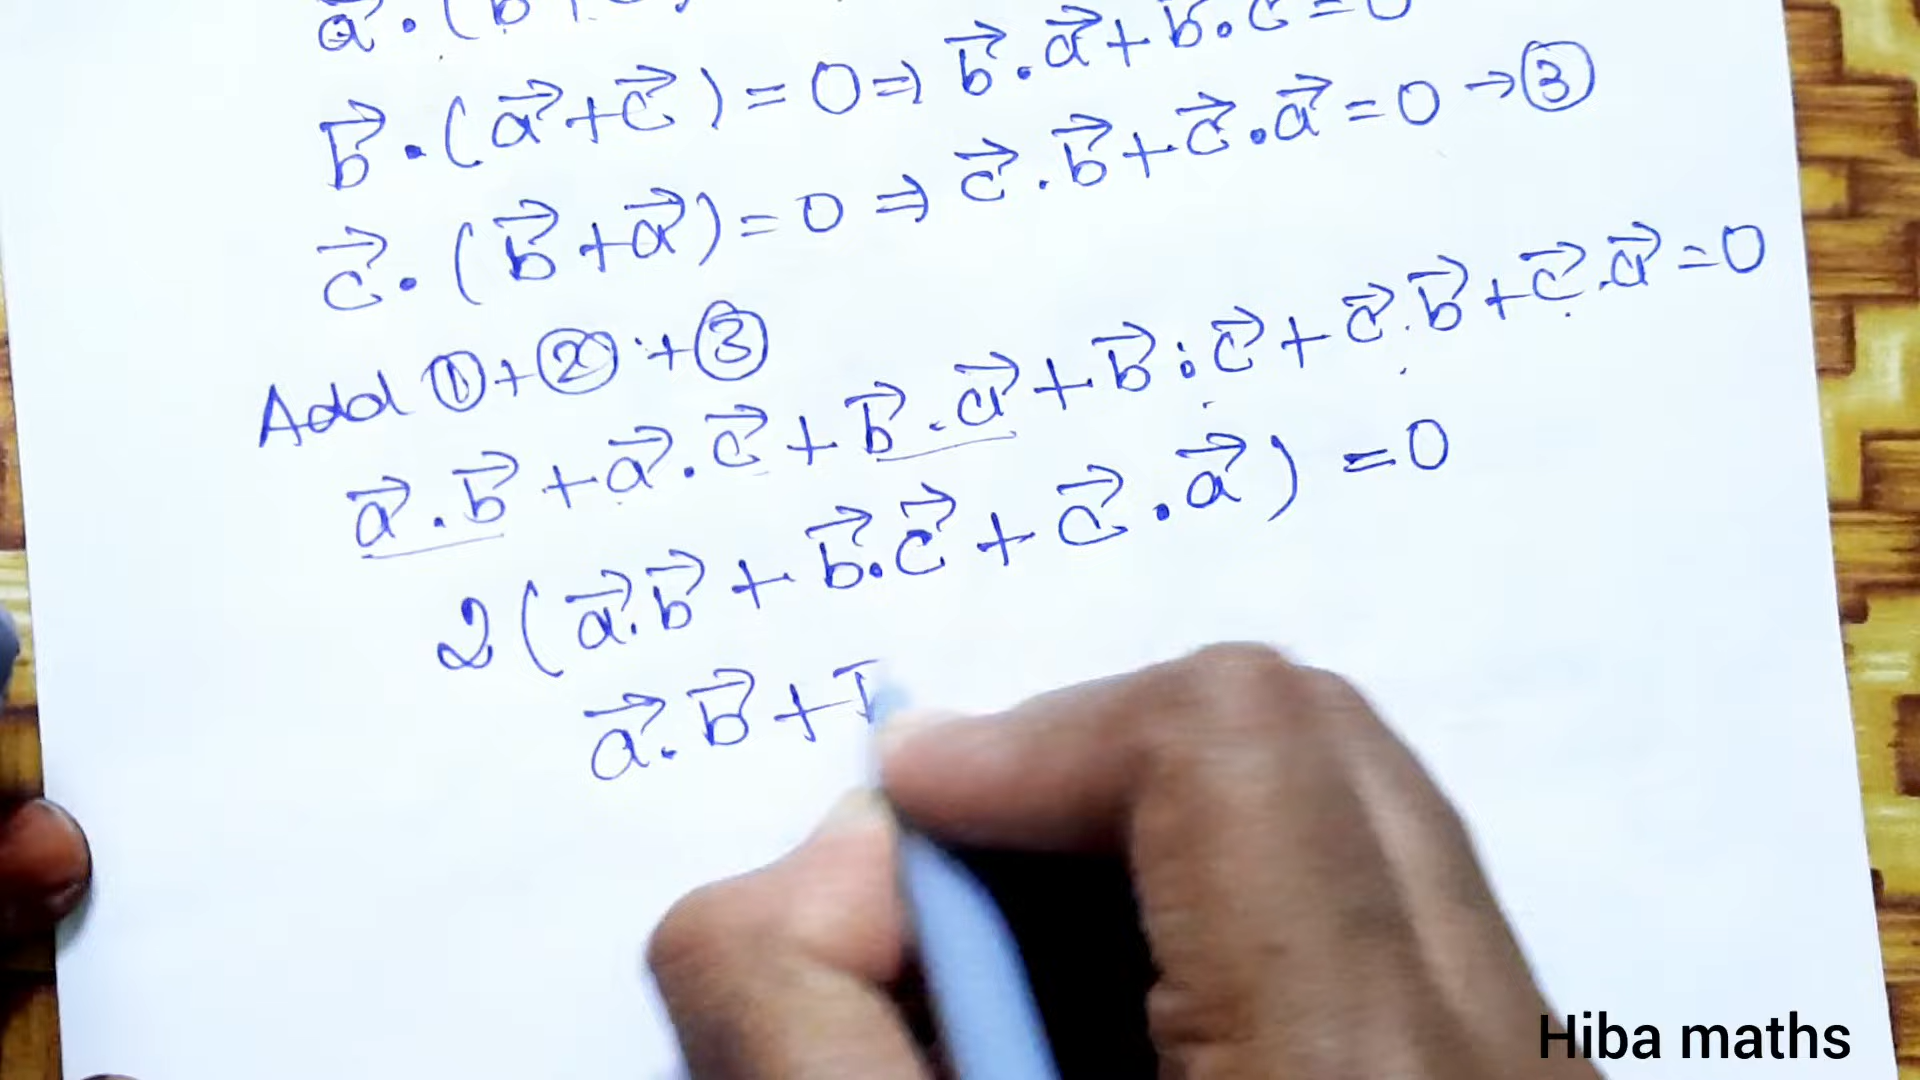 a⃗ . (b
b⃗ . (a⃗ + c⃗) = 0 ⇒ b⃗ . a⃗ + b⃗ . c⃗ = 0
c⃗ . (b⃗ + a⃗) = 0 ⇒ c⃗ . b⃗ + c⃗ . a⃗ = 0 → ③
Add ① + ② + ③
a⃗ . b⃗ + a⃗ . c⃗ + b⃗ . a⃗ + b⃗ . c⃗ + c⃗ . b⃗ + c⃗ . a⃗ = 0
2 (a⃗ . b⃗ + b⃗ . c⃗ + c⃗ . a⃗) = 0
a⃗ . b⃗ +
Hiba maths